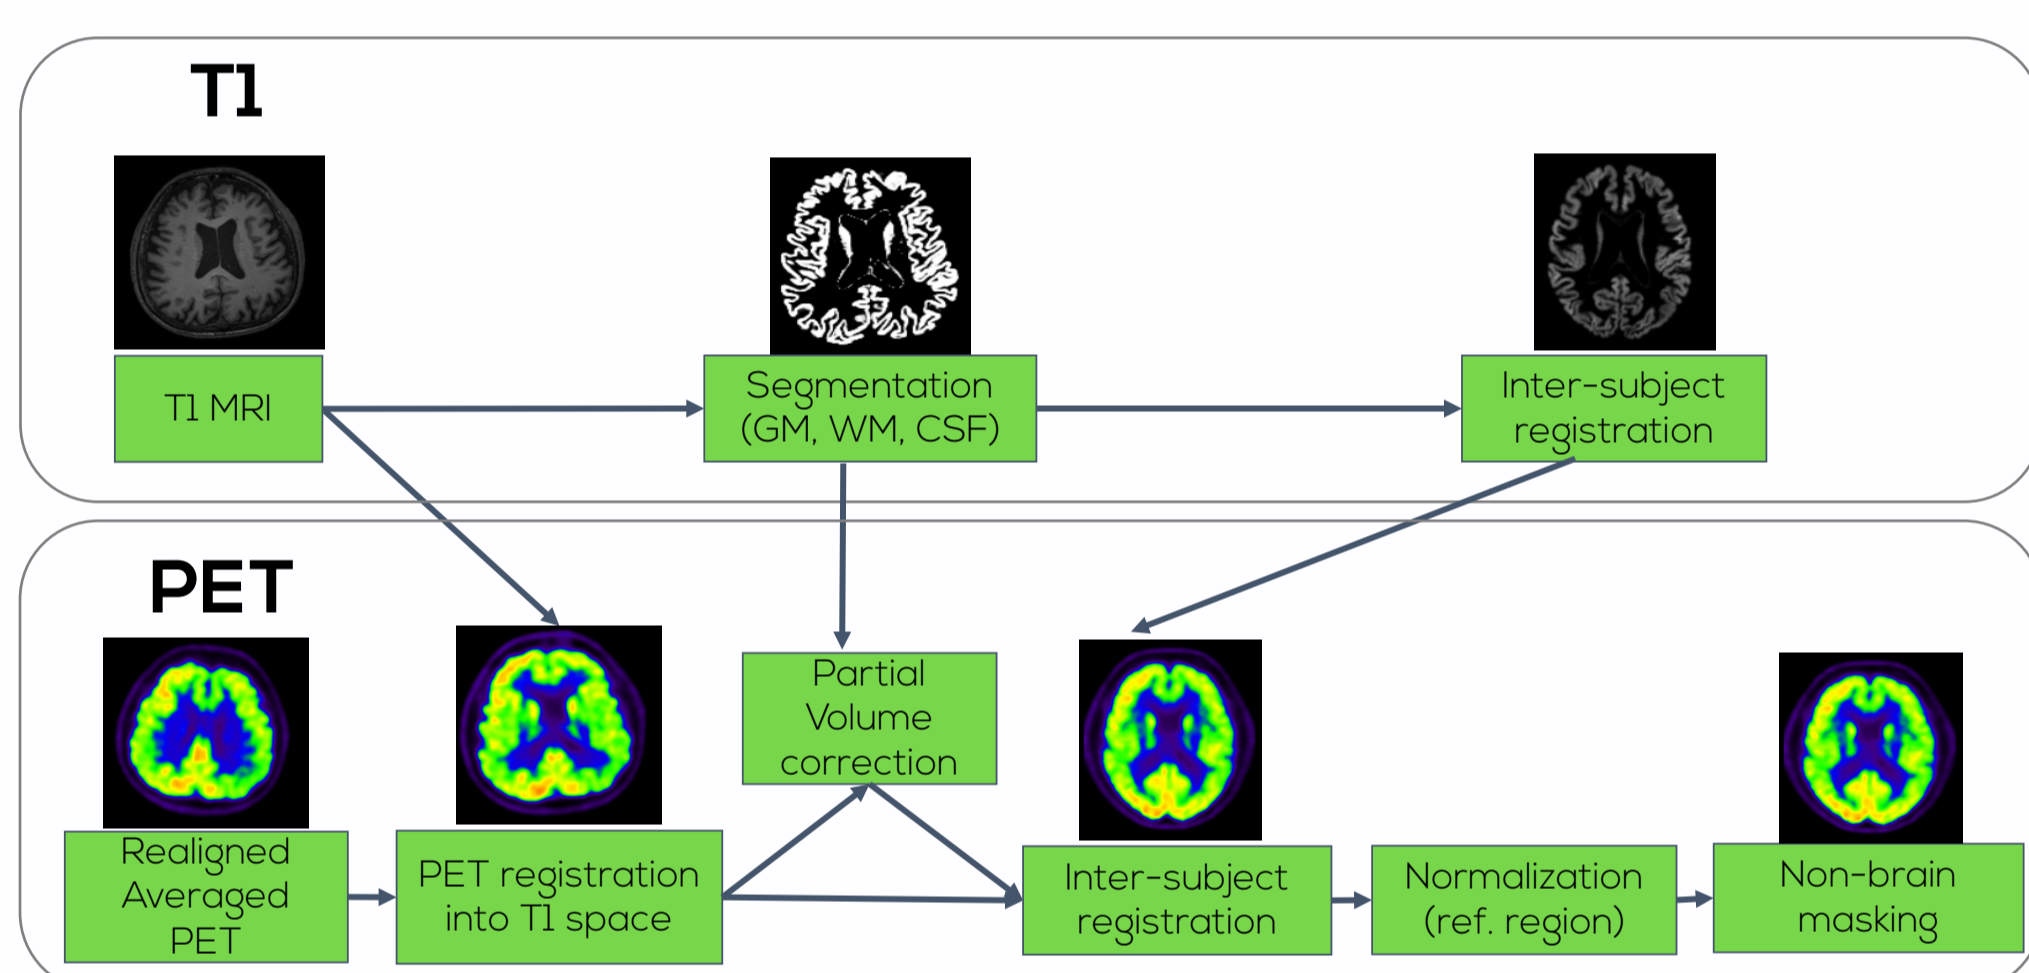 T1
T1 MRI
Segmentation
(GM, WM, CSF)
Inter-subject
registration
PET
Realigned
Averaged
PET
PET registration
into T1 space
Partial
Volume
correction
Inter-subject
registration
Normalization
(ref. region)
Non-brain
masking